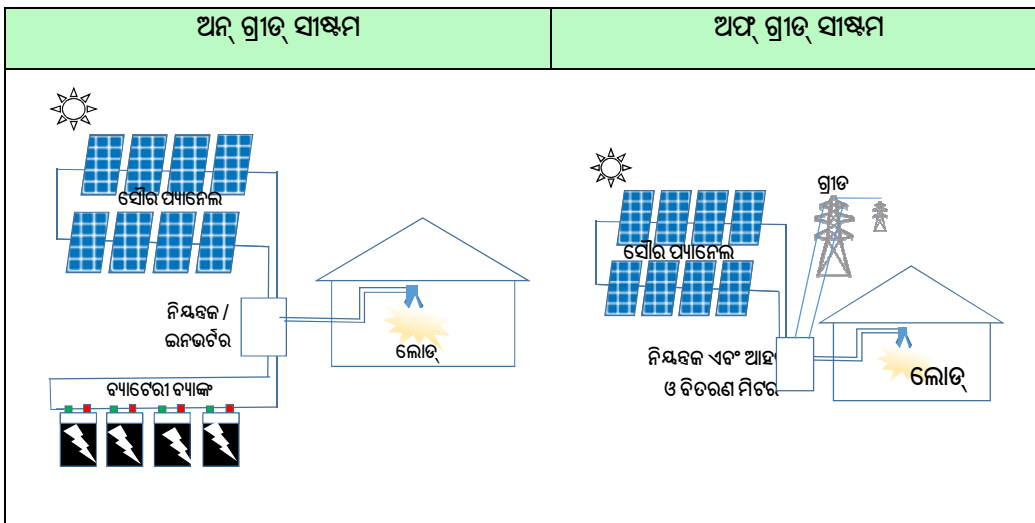 ଅନ୍ ଗ୍ରୀଡ୍ ସୀଷ୍ଟମ
ଅଫ୍ ଗ୍ରୀଡ୍ ସୀଷ୍ଟମ
ସୌର ପ୍ୟାନେଲ
ନିୟନ୍ତ୍ରକ /
ଇନଭର୍ଟର
ଲୋଡ୍
ବ୍ୟାଟେରୀ ବ୍ୟାଙ୍କ
ଗ୍ରୀଡ
ସୌର ପ୍ୟାନେଲ
ନିୟନ୍ତ୍ରକ ଏବଂ
ଓ ବିତରଣ ମିଟର
ଲୋଡ୍